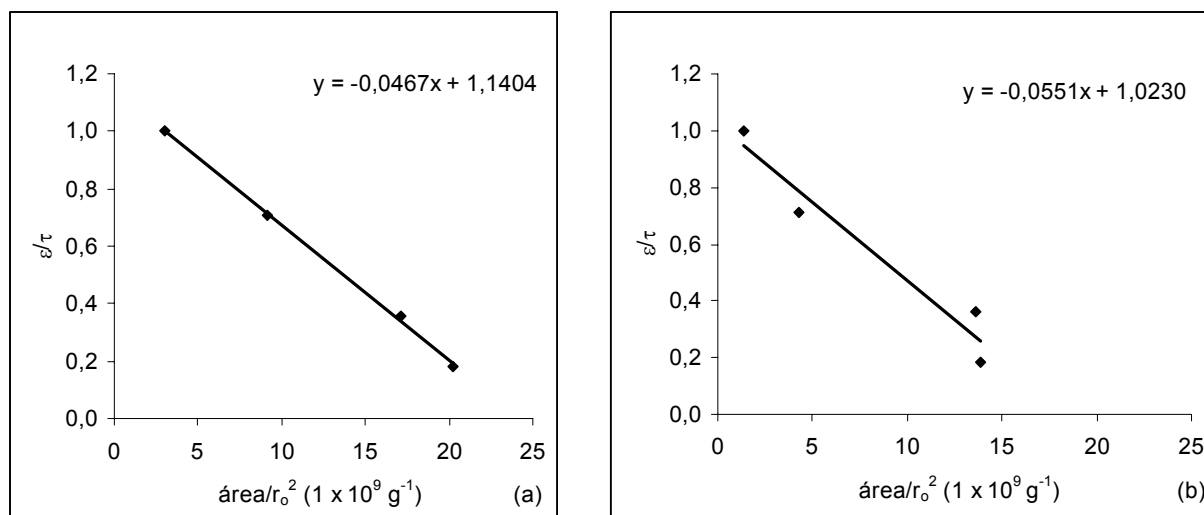 y = -0,0467x + 1,1404
1,2
1,0
0,8
0,6
0,4
0,2
0,0
ε/τ
0 5 10 15 20 25
área/rₒ² (1 x 10⁹ g⁻¹) (a)
y = -0,0551x + 1,0230
1,2
1,0
0,8
0,6
0,4
0,2
0,0
ε/τ
0 5 10 15 20 25
área/rₒ² (1 x 10⁹ g⁻¹) (b)